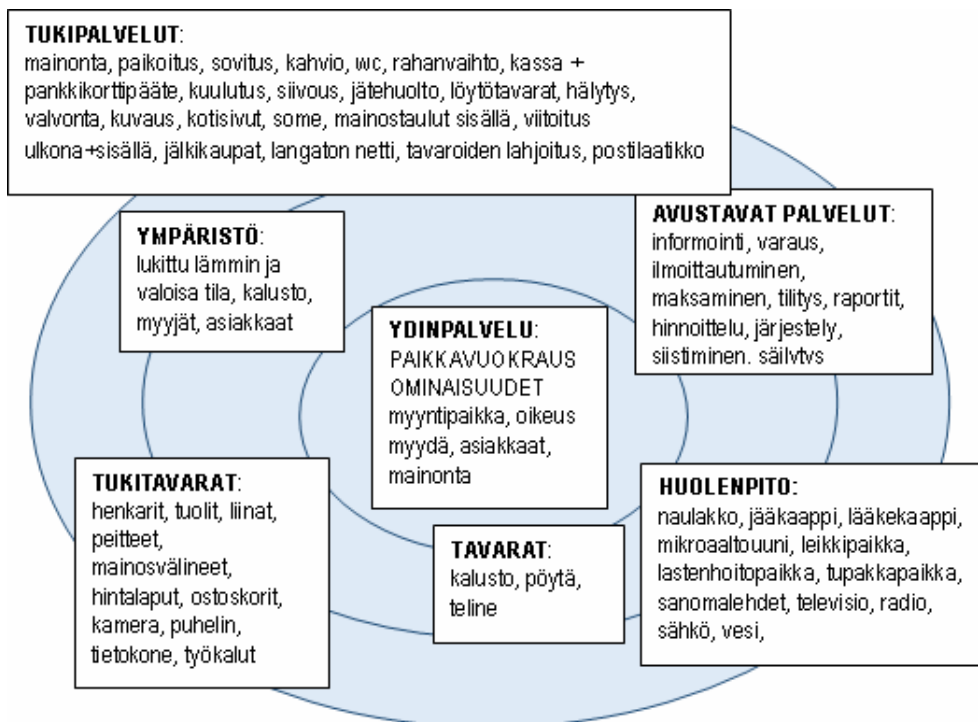 TUKIPALVELUT:
mainonta, paikoitus, sovitus, kahvio, wc, rahanvaihto, kassa +
pankkikorttipääte, kuulutus, siivous, jätehuolto, löytötavarat, hälytys,
valvonta, kuvaus, kotisivut, some, mainostaulut sisällä, viitoitus
ulkona+sisällä, jälkikaupat, langaton netti, tavaroiden lahjoitus, postilaatikko
YMPÄRISTÖ:
lukittu lämmin ja
valoisa tila, kalusto,
myyjät, asiakkaat
AVUSTAVAT PALVELUT:
informointi, varaus,
ilmoittautuminen,
maksaminen, tilitys, raportit,
hinnoittelu, järjestely,
siistiminen, säilytys
YDINPALVELU:
PAIKKAVUOKRAUS
OMINAISUUDET
myyntipaikka, oikeus
myydä, asiakkaat,
mainonta
TUKITAVARAT:
henkarit, tuolit, liinat,
peitteet,
mainosvälineet,
hintalaput, ostoskorit,
kamera, puhelin,
tietokone, työkalut
TAVARAT:
kalusto, pöytä,
teline
HUOLENPITO:
naulakko, jääkaappi, lääkekaappi,
mikroaaltouuni, leikkipaikka,
lastenhoitopaikka, tupakkapaikka,
sanomalehdet, televisio, radio,
sähkö, vesi,